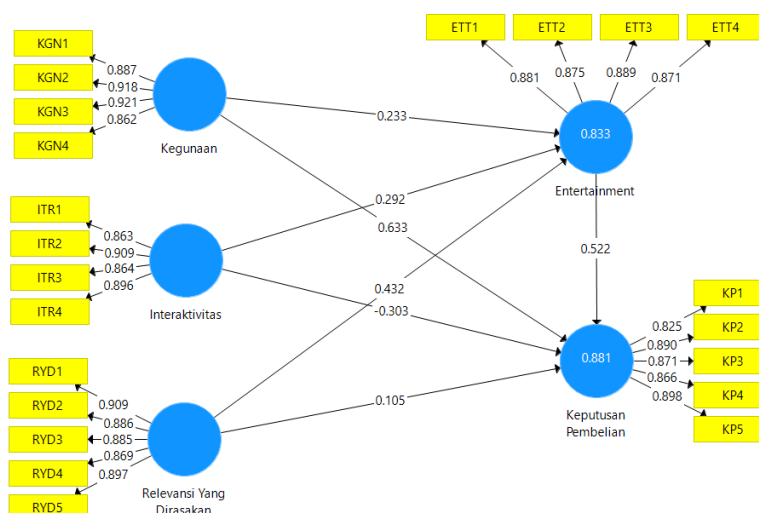 ETT1
ETT2
ETT3
ETT4
KGN1
KGN2
KGN3
KGN4
0.887
0.918
0.921
0.862
Kegunaan
0.881
0.875
0.889
0.871
0.833
Entertainment
0.233
0.292
0.633
0.432
-0.303
0.105
0.522
ITR1
ITR2
ITR3
ITR4
0.863
0.909
0.864
0.896
Interaktivitas
RYD1
RYD2
RYD3
RYD4
RYD5
0.909
0.886
0.885
0.869
0.897
Relevansi Yang
Dirasakan
0.881
Keputusan
Pembelian
0.825
0.890
0.871
0.866
0.898
KP1
KP2
KP3
KP4
KP5